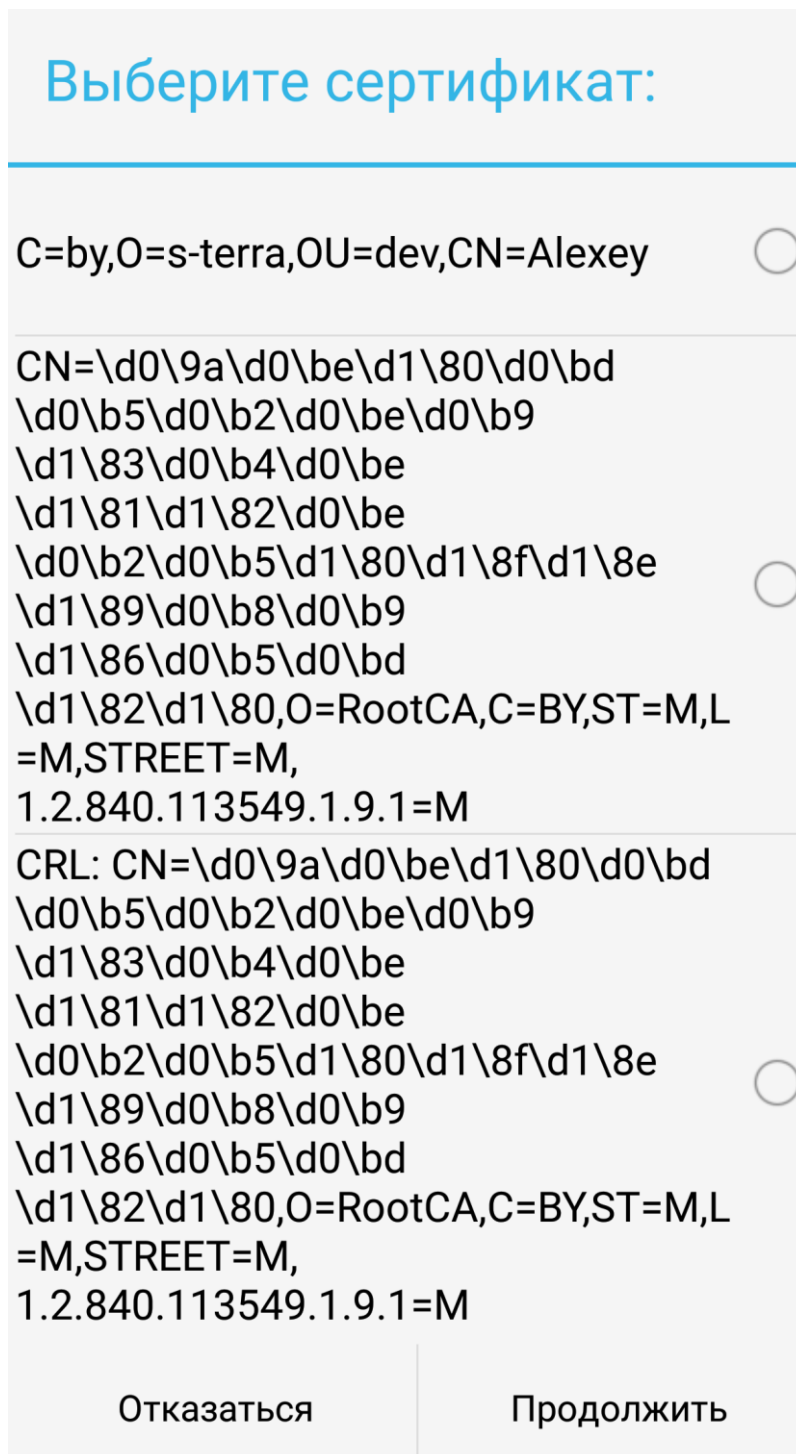 Выберите сертификат:
C=by,O=s-terra,OU=dev,CN=Alexey
CN=\d0\9a\d0\be\d1\80\d0\bd
\d0\b5\d0\b2\d0\be\d0\b9
\d1\83\d0\b4\d0\be
\d1\81\d1\82\d0\be
\d0\b2\d0\b5\d1\80\d1\8f\d1\8e
\d1\89\d0\b8\d0\b9
\d1\86\d0\b5\d0\bd
\d1\82\d1\80,O=RootCA,C=BY,ST=M,L
=M,STREET=M,
1.2.840.113549.1.9.1=M
CRL: CN=\d0\9a\d0\be\d1\80\d0\bd
\d0\b5\d0\b2\d0\be\d0\b9
\d1\83\d0\b4\d0\be
\d1\81\d1\82\d0\be
\d0\b2\d0\b5\d1\80\d1\8f\d1\8e
\d1\89\d0\b8\d0\b9
\d1\86\d0\b5\d0\bd
\d1\82\d1\80,O=RootCA,C=BY,ST=M,L
=M,STREET=M,
1.2.840.113549.1.9.1=M
Отказаться Продолжить